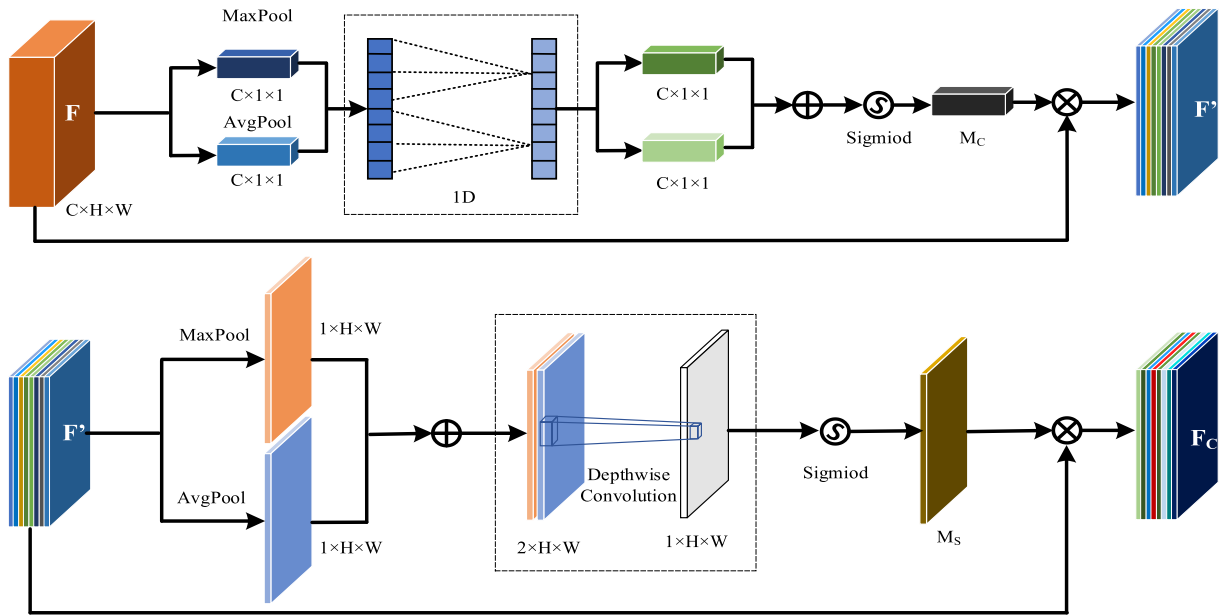 MaxPool
F
C×1×1
AvgPool
C×1×1
C×H×W
1D
C×1×1
C×1×1
Sigmiod
M_C
F’
F’
MaxPool
1×H×W
AvgPool
1×H×W
Depthwise
Convolution
2×H×W
1×H×W
Sigmiod
M_S
F_C